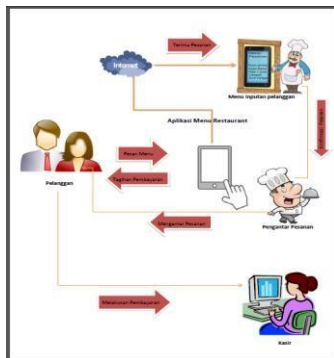 Terima Pesanan
Internet
Menu inputan pelanggan
Aplikasi Menu Restaurant
Pesan Menu
Tagihan Pembayaran
Pelanggan
Mengantar Pesanan
Pengantar Pesanan
Melakukan Pembayaran
Kasir